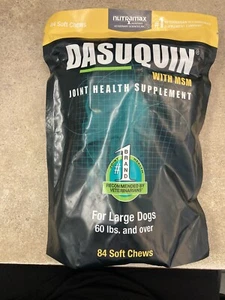 84 Soft Chews
NUTRAMAX
DASUQUIN
WITH MSM
JOINT HEALTH SUPPLEMENT
BRAND
RECOMMENDED BY
VETERINARIANS
For Large Dogs
60 lbs. and over
84 Soft Chews